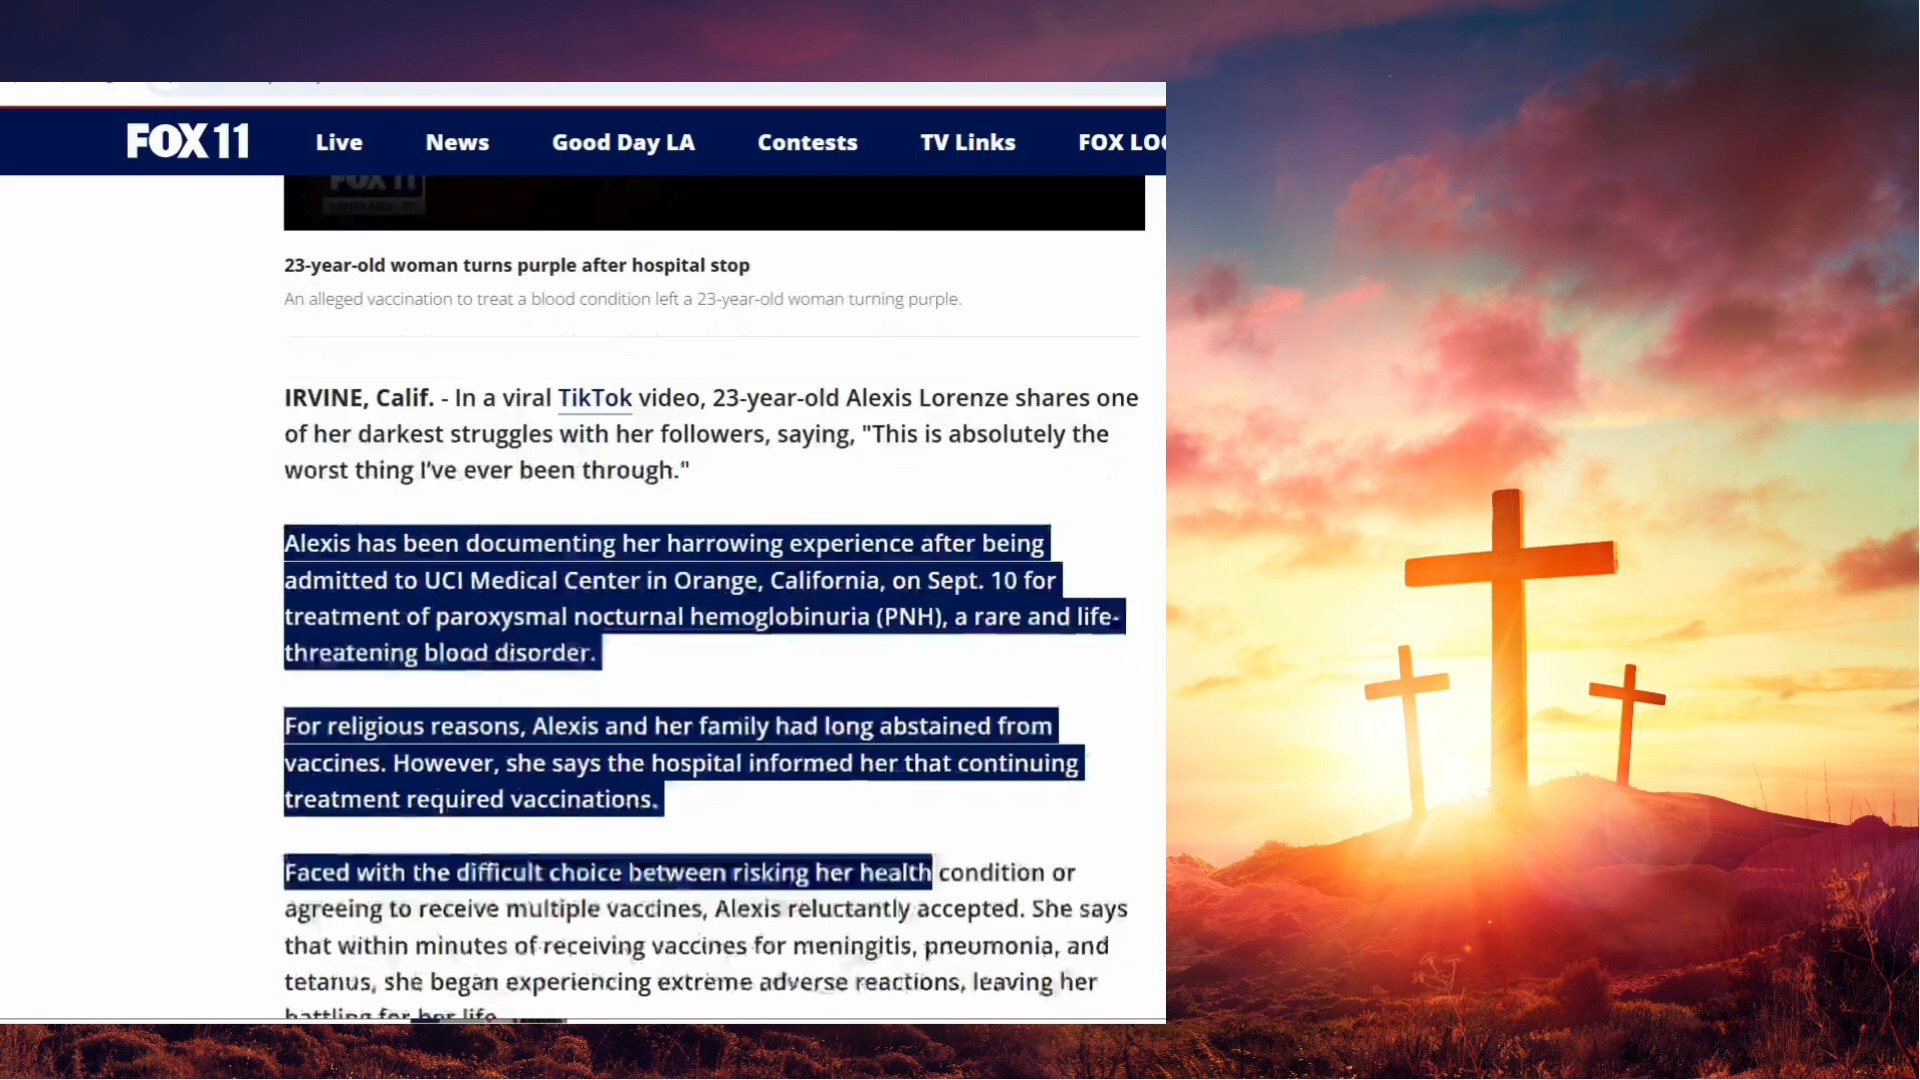 FOX 11 Live News Good Day LA Contests TV Links FOX LO
FOX 11
23-year-old woman turns purple after hospital stop
An alleged vaccination to treat a blood condition left a 23-year-old woman turning purple.
IRVINE, Calif. - In a viral TikTok video, 23-year-old Alexis Lorenze shares one
of her darkest struggles with her followers, saying, "This is absolutely the
worst thing I've ever been through."
Alexis has been documenting her harrowing experience after being
admitted to UCI Medical Center in Orange, California, on Sept. 10 for
treatment of paroxysmal nocturnal hemoglobinuria (PNH), a rare and life-
threatening blood disorder.
For religious reasons, Alexis and her family had long abstained from
vaccines. However, she says the hospital informed her that continuing
treatment required vaccinations.
Faced with the difficult choice between risking her health condition or
agreeing to receive multiple vaccines, Alexis reluctantly accepted. She says
that within minutes of receiving vaccines for meningitis, pneumonia, and
tetanus, she began experiencing extreme adverse reactions, leaving her
battling for her life.